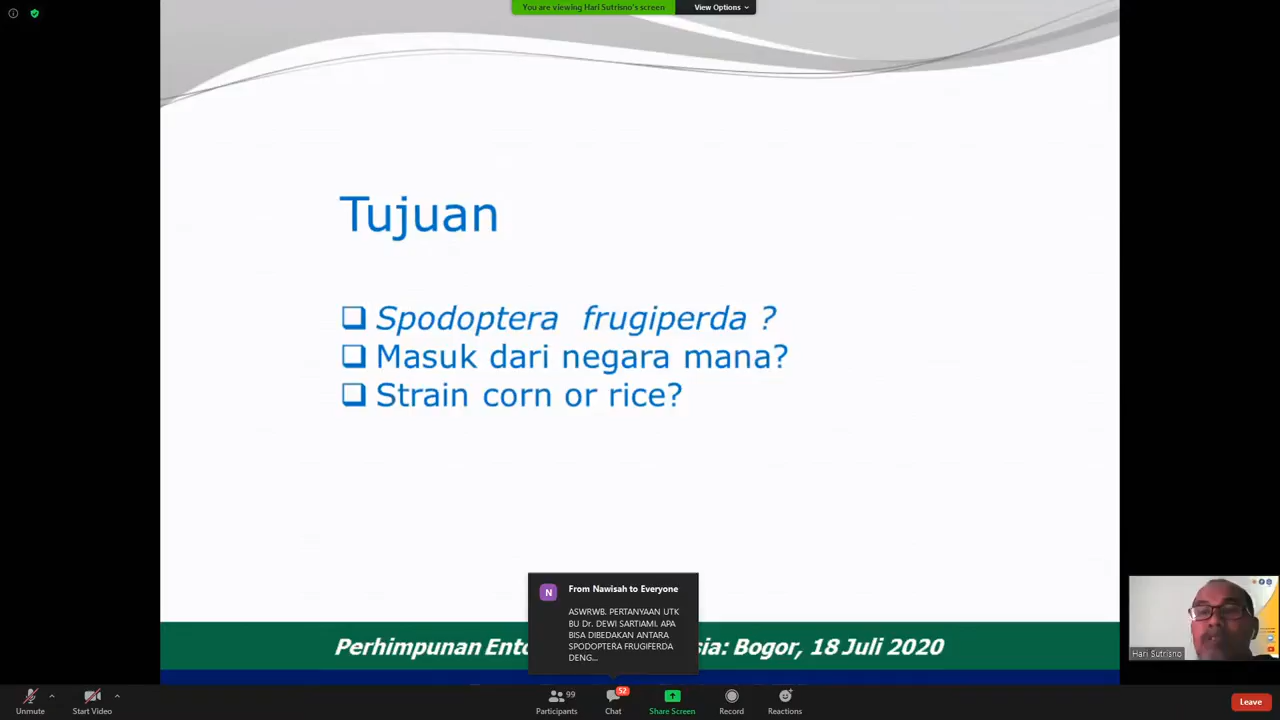 You are viewing Hari Sutrisno's screen
View Options
Tujuan
Spodoptera frugiperda ?
Masuk dari negara mana?
Strain corn or rice?
From Nawisah to Everyone
N
ASWRWB. PERTANYAAN UTK
BU Dr. DEWI SARTIAMI. APA
BISA DIBEDAKAN ANTARA
SPODOPTERA FRUGIFERDA
DENG...
Perhimpunan Ento
sia: Bogor, 18 Juli 2020
Hari Sutrisno
Unmute
Start Video
99
Participants
52
Chat
Share Screen
Record
Reactions
Leave